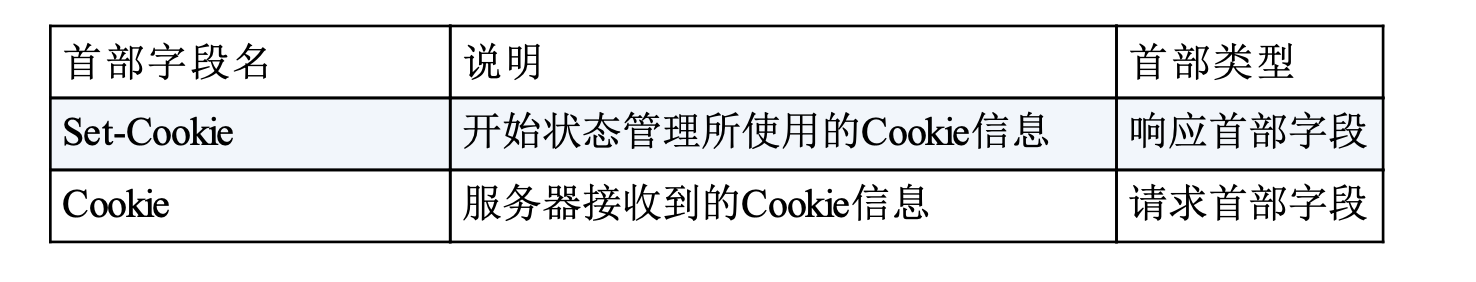 首部字段名 说明 首部类型
Set-Cookie 开始状态管理所使用的Cookie信息 响应首部字段
Cookie 服务器接收到的Cookie信息 请求首部字段